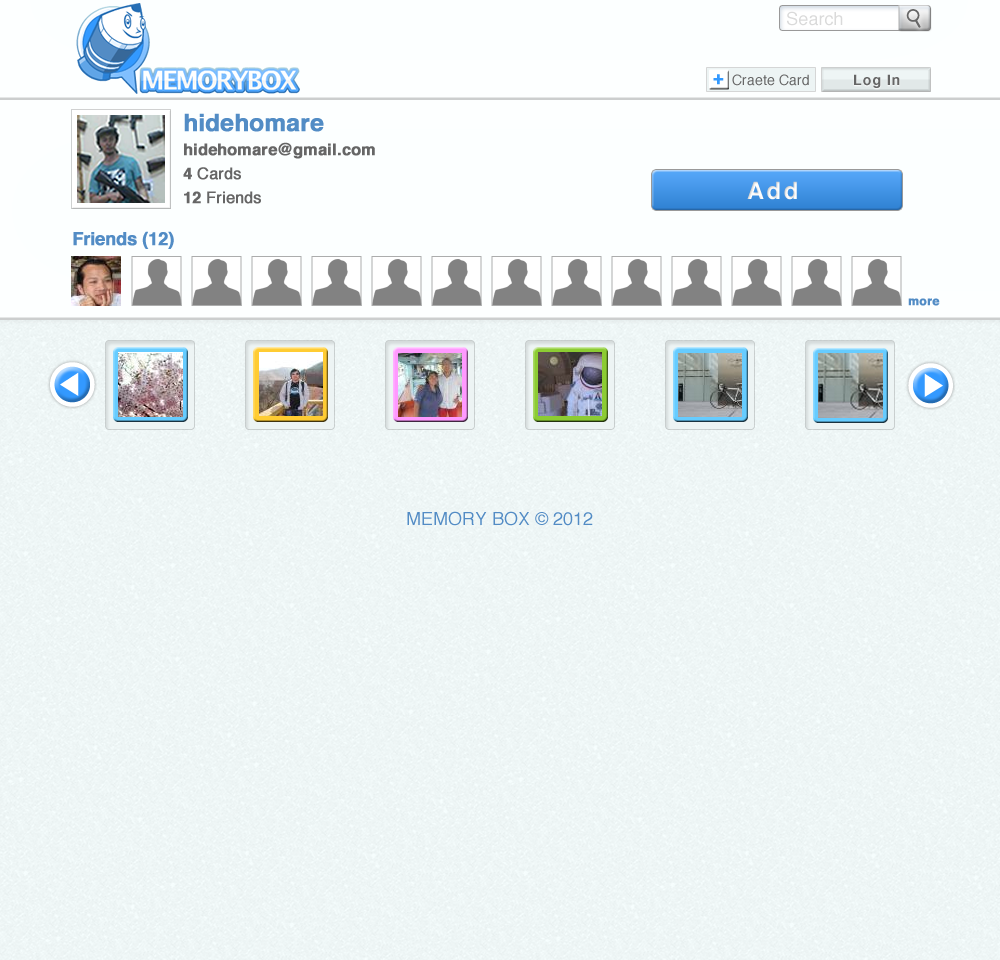 Search
MEMORYBOX
Craete Card
Log In
hidehomare
hidehomare@gmail.com
4 Cards
12 Friends
Add
Friends (12)
more
MEMORY BOX © 2012